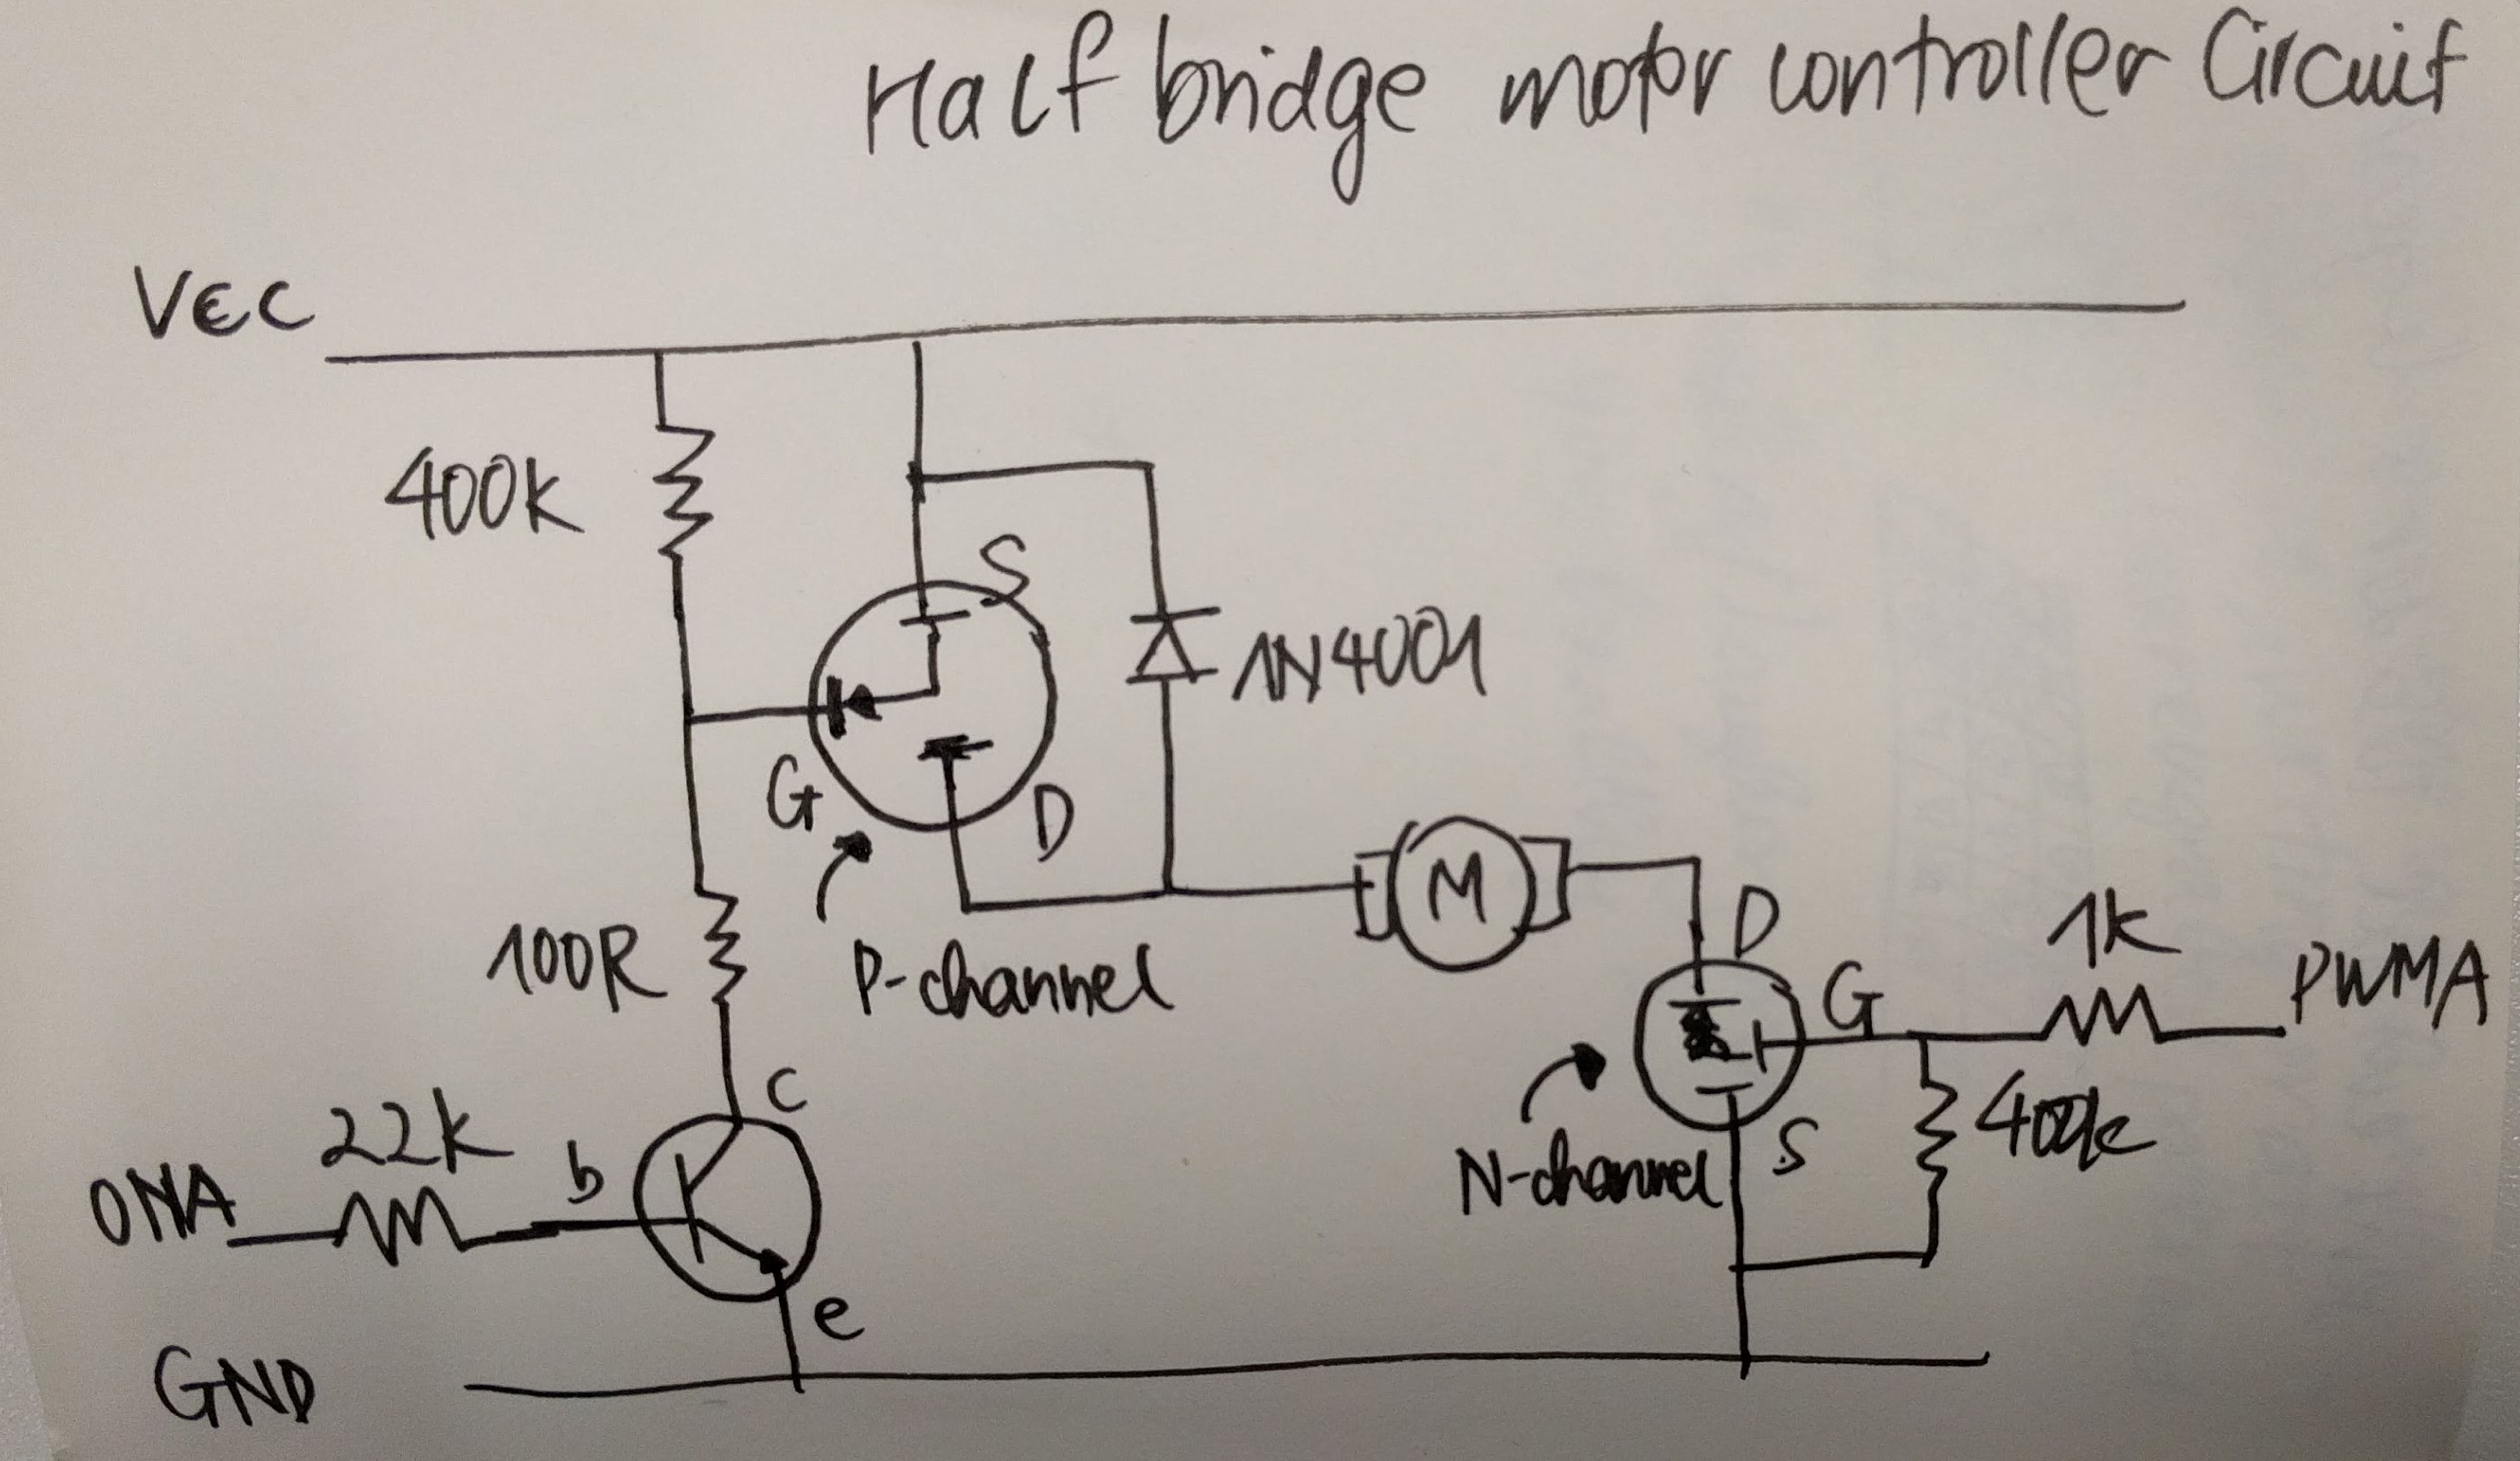 Half bridge motor controller Circuit
VCC
400k
S
1N4001
G
D
M
D
1k
100R
P-channel
G
PWMA
c
22k
b
400k
ONA
N-channel
S
e
GND